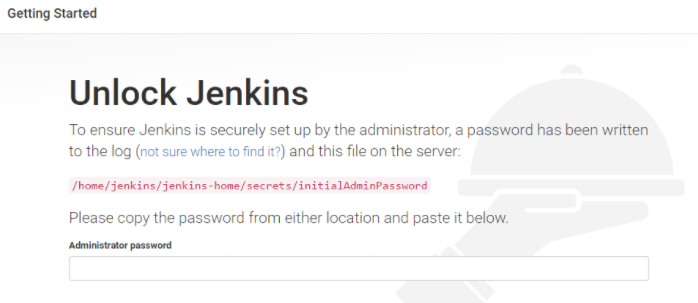 Getting Started
Unlock Jenkins
To ensure Jenkins is securely set up by the administrator, a password has been written
to the log (not sure where to find it?) and this file on the server:
/home/jenkins/jenkins-home/secrets/initialAdminPassword
Please copy the password from either location and paste it below.
Administrator password